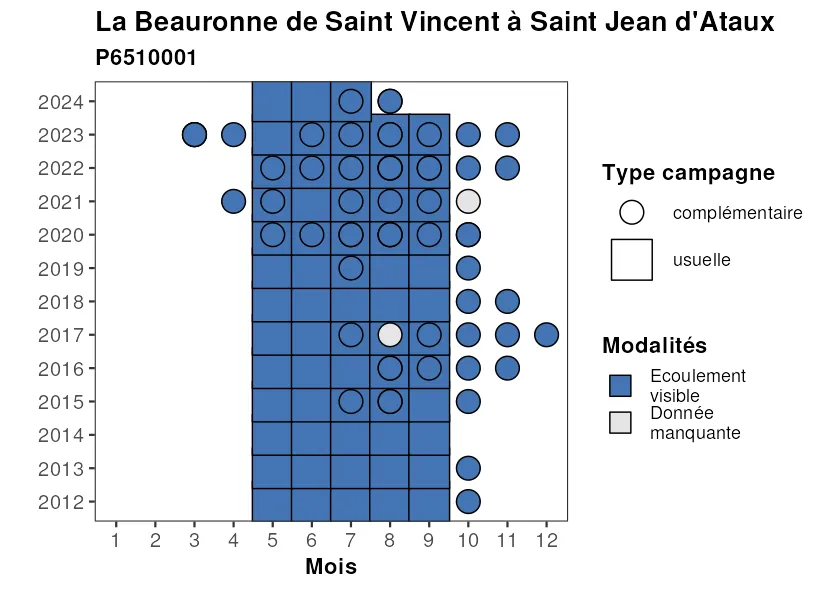 La Beauronne de Saint Vincent à Saint Jean d'Ataux
P6510001
2024
2023
2022
2021
2020
2019
2018
2017
2016
2015
2014
2013
2012
1 2 3 4 5 6 7 8 9 10 11 12
Mois
Type campagne
complémentaire
usuelle
Modalités
Ecoulement
visible
Donnée
manquante